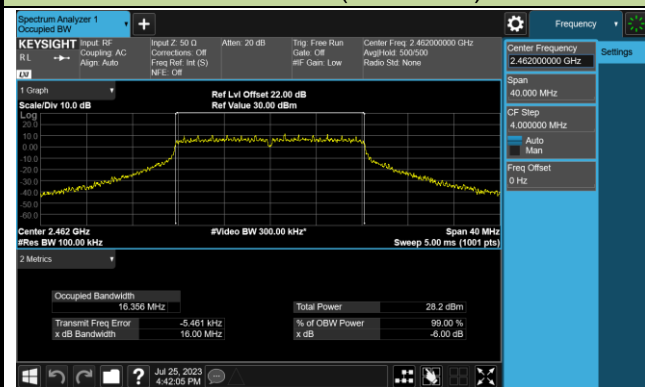 Spectrum Analyzer 1
Occupied BW
+
Frequency
KEYSIGHT
Input: RF
Coupling: AC
Align: Auto
R L
LXI
Input Z: 50 Ω
Corrections: Off
Freq Ref: Int (S)
NFE: Off
Atten: 20 dB
Trig: Free Run
Gate: Off
#IF Gain: Low
Center Freq: 2.462000000 GHz
Avg|Hold: 500/500
Radio Std: None
Center Frequency
2.462000000 GHz
Settings
Span
40.000 MHz
CF Step
4.000000 MHz
Auto
Man
Freq Offset
0 Hz
1 Graph
Scale/Div 10.0 dB
Ref Lvl Offset 22.00 dB
Ref Value 30.00 dBm
Log
20.0
10.0
0.00
-10.0
-20.0
-30.0
-40.0
-50.0
-60.0
Center 2.462 GHz
#Res BW 100.00 kHz
#Video BW 300.00 kHz*
Span 40 MHz
Sweep 5.00 ms (1001 pts)
2 Metrics
Occupied Bandwidth
16.356 MHz
Total Power 28.2 dBm
Transmit Freq Error -5.461 kHz
% of OBW Power 99.00 %
x dB Bandwidth 16.00 MHz
x dB -6.00 dB
?
Jul 25, 2023
4:42:05 PM